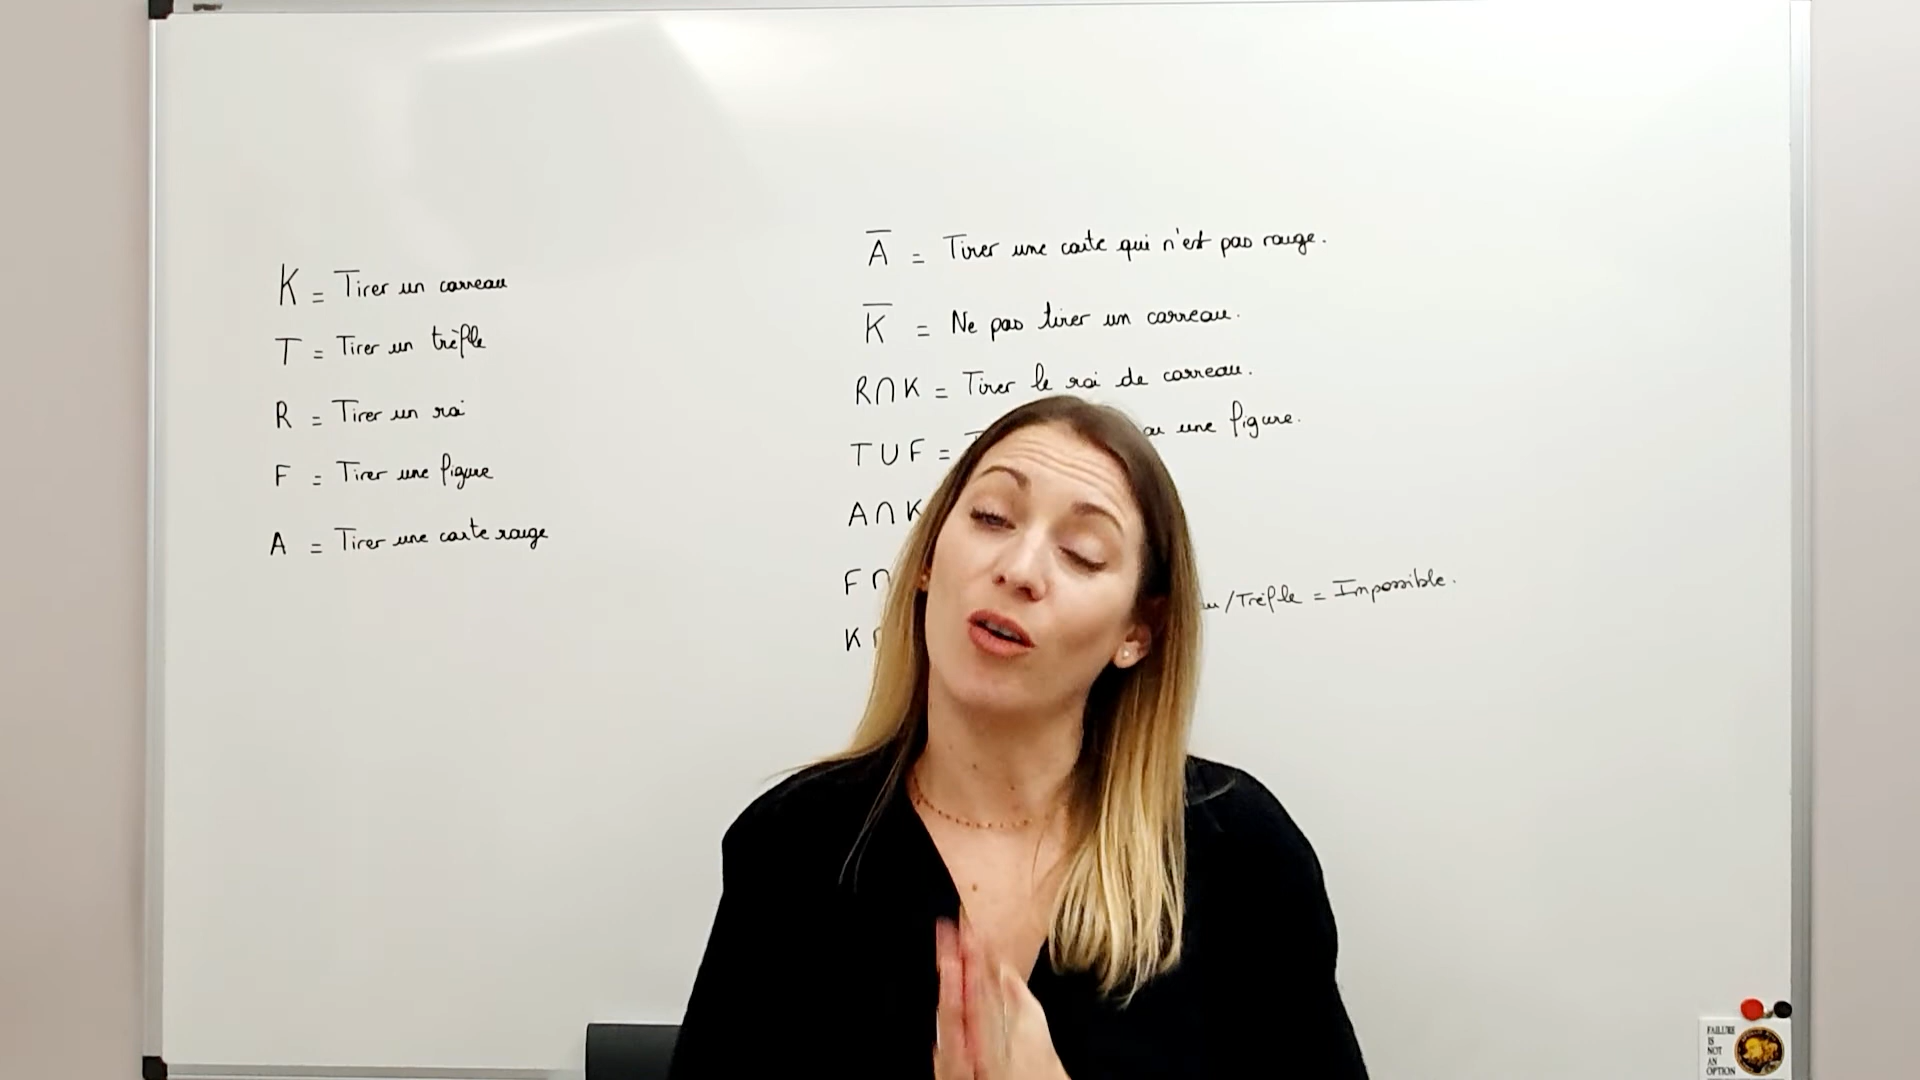 K = Tirer un carreau
T = Tirer un trèfle
R = Tirer un roi
F = Tirer une figure
A = Tirer une carte rouge
A̅ = Tirer une carte qui n'est pas rouge.
K̅ = Ne pas tirer un carreau.
R∩K = Tirer le roi de carreau.
T∪F = ou une figure.
A∩K
F∩
K
/Trèfle = Impossible.
FAILURE
IS
NOT
AN
OPTION